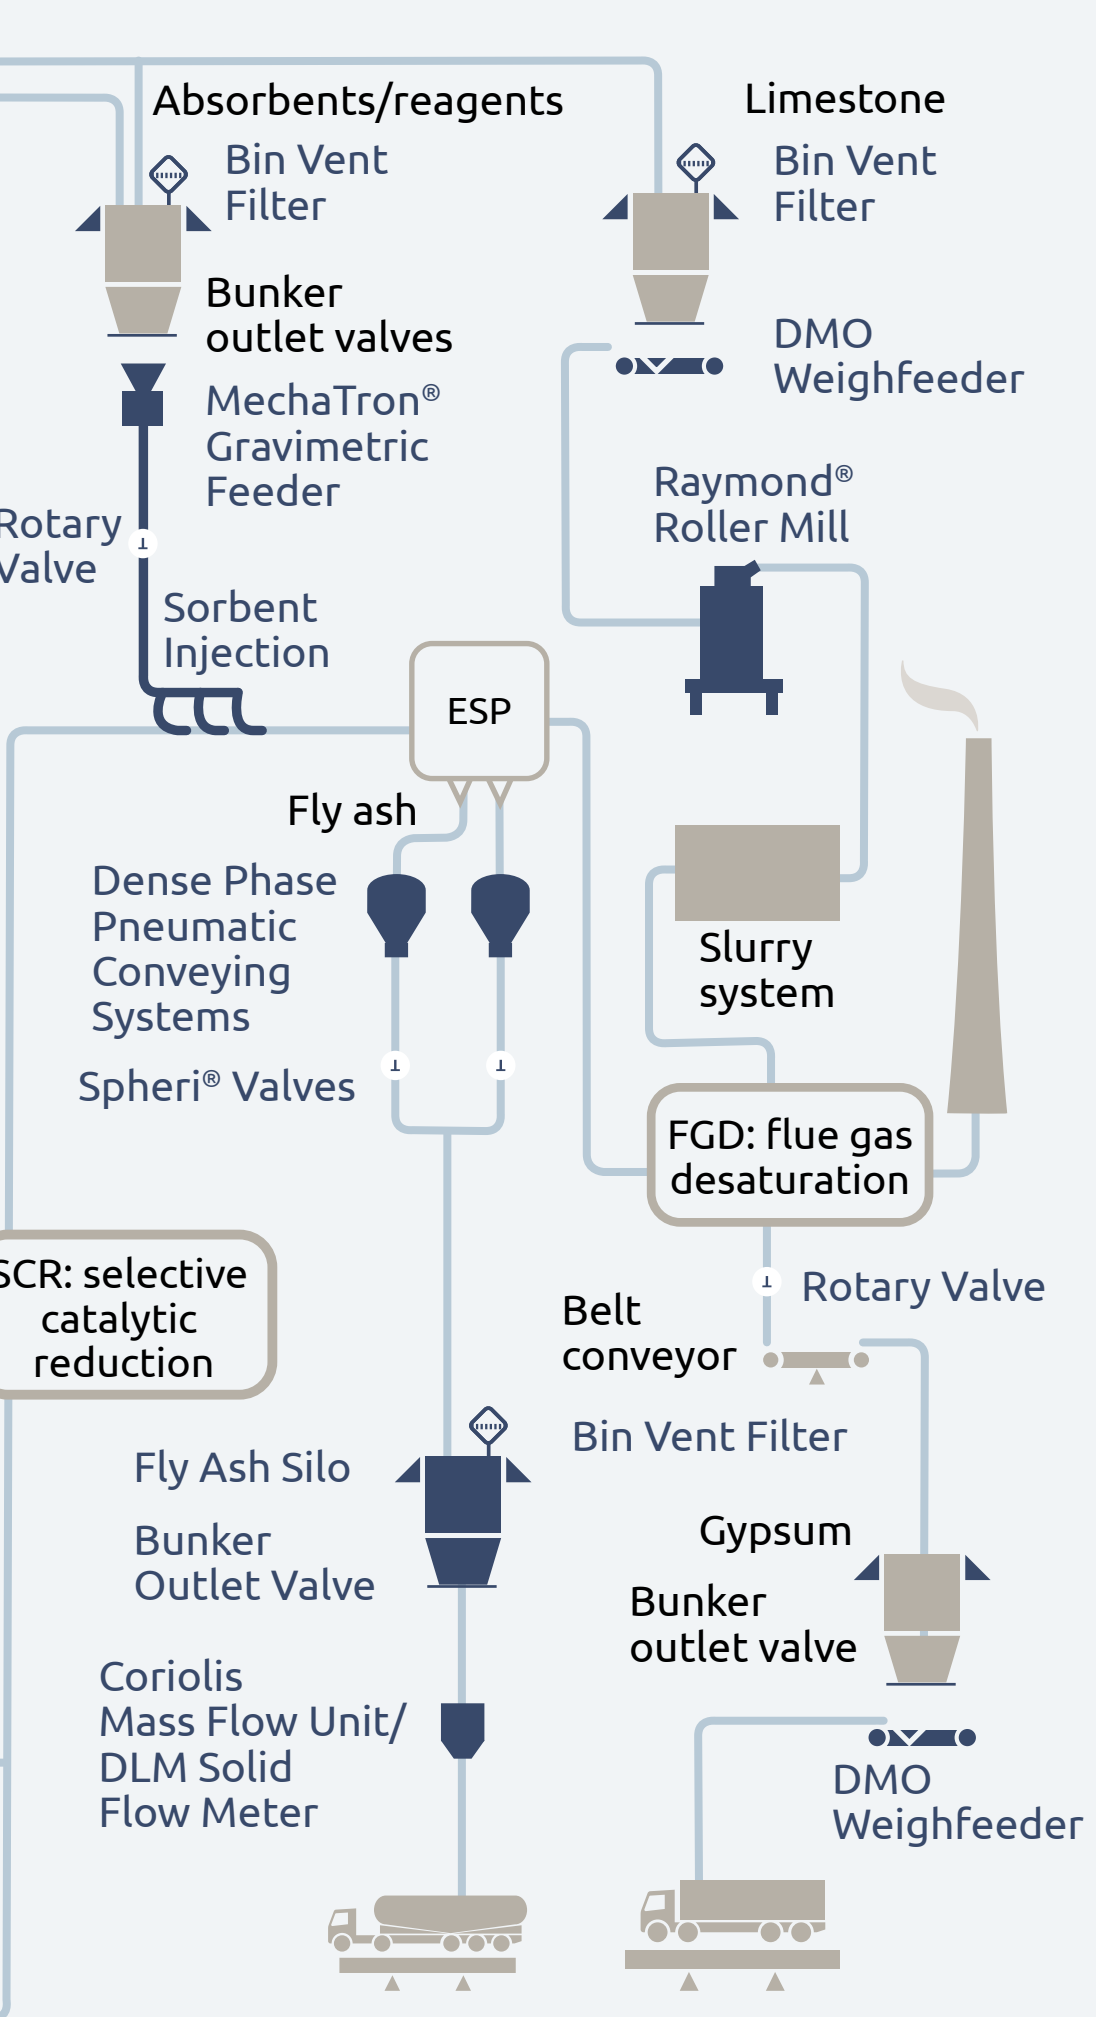 Absorbents/reagents
Bin Vent
Filter
Limestone
Bin Vent
Filter
Bunker
outlet valves
MechaTron®
Gravimetric
Feeder
DMO
Weighfeeder
Raymond®
Roller Mill
Rotary
Valve
Sorbent
Injection
ESP
Fly ash
Dense Phase
Pneumatic
Conveying
Systems
Spheri® Valves
Slurry
system
FGD: flue gas
desaturation
SCR: selective
catalytic
reduction
Rotary Valve
Belt
conveyor
Bin Vent Filter
Fly Ash Silo
Bunker
Outlet Valve
Gypsum
Bunker
outlet valve
Coriolis
Mass Flow Unit/
DLM Solid
Flow Meter
DMO
Weighfeeder